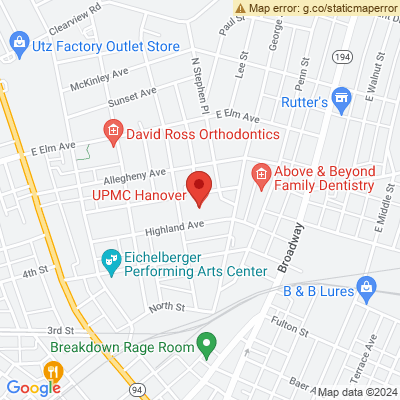 Map error: g.co/staticmaperror
Clearview Rd
Utz Factory Outlet Store
McKinley Ave
Sunset Ave
N Stephen Pl
Paul St
Lee St
George
Penn St
194
E Walnut St
E Elm Ave
Rutter's
David Ross Orthodontics
E Elm Ave
Allegheny Ave
UPMC Hanover
Above & Beyond
Family Dentistry
E Middle St
Highland Ave
Broadway
Eichelberger
Performing Arts Center
4th St
B & B Lures
North St
3rd St
Fulton St
Breakdown Rage Room
Terrace Ave
Google
94
Baer A
Map data ©2024